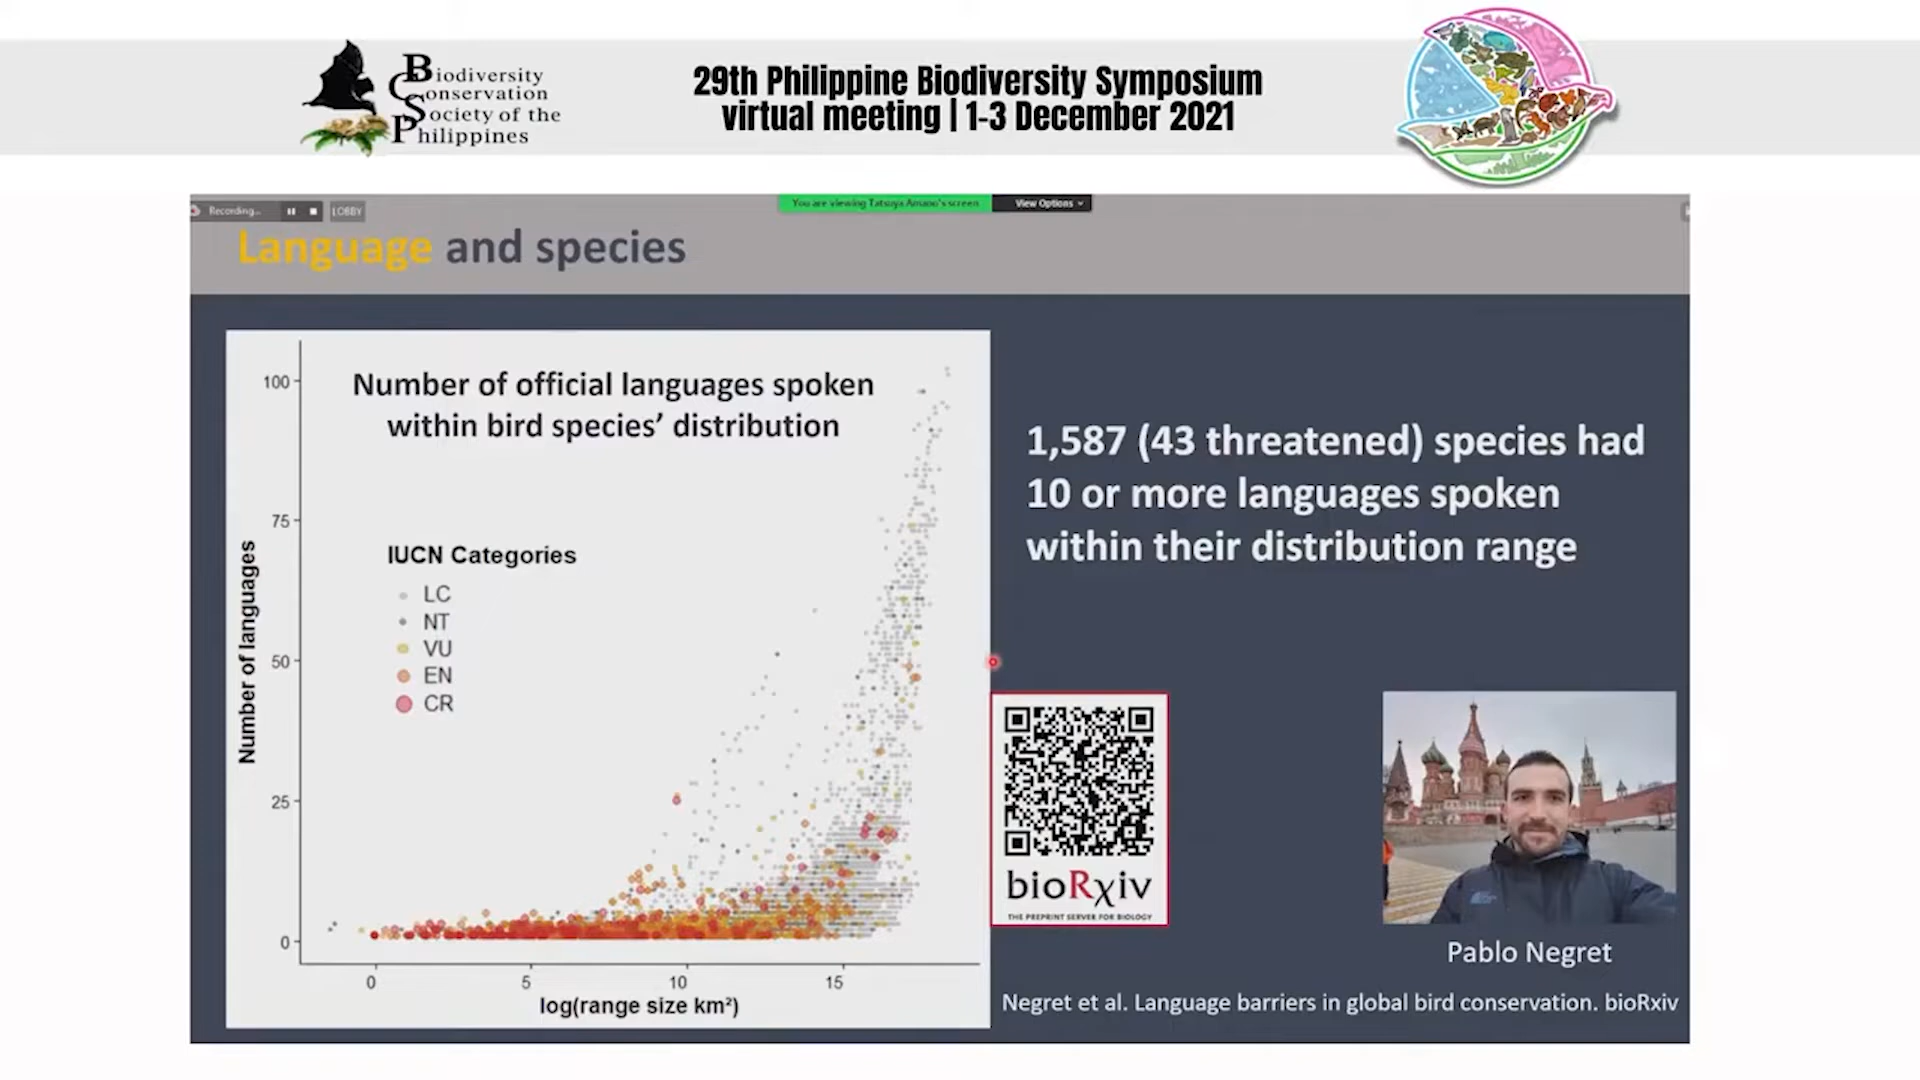 Biodiversity
Conservation
Society of the
Philippines
29th Philippine Biodiversity Symposium
virtual meeting | 1-3 December 2021
Recording...
LOBBY
You are viewing Tatsuya Amano's screen
View Options
Language and species
Number of official languages spoken
within bird species' distribution
IUCN Categories
LC
NT
VU
EN
CR
Number of languages
100
75
50
25
0
0 5 10 15
log(range size km²)
1,587 (43 threatened) species had
10 or more languages spoken
within their distribution range
bioRxiv
THE PREPRINT SERVER FOR BIOLOGY
Pablo Negret
Negret et al. Language barriers in global bird conservation. bioRxiv